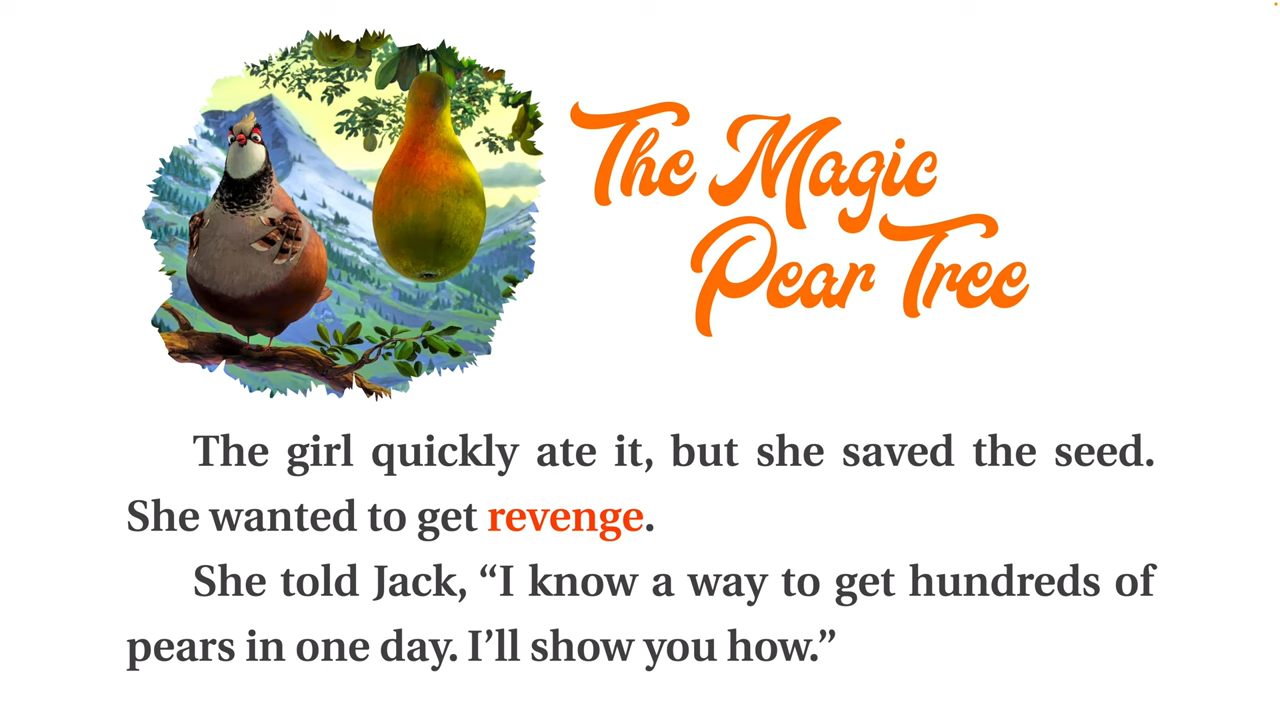 The Magic
Pear Tree
The girl quickly ate it, but she saved the seed.
She wanted to get revenge.
She told Jack, “I know a way to get hundreds of
pears in one day. I’ll show you how.”